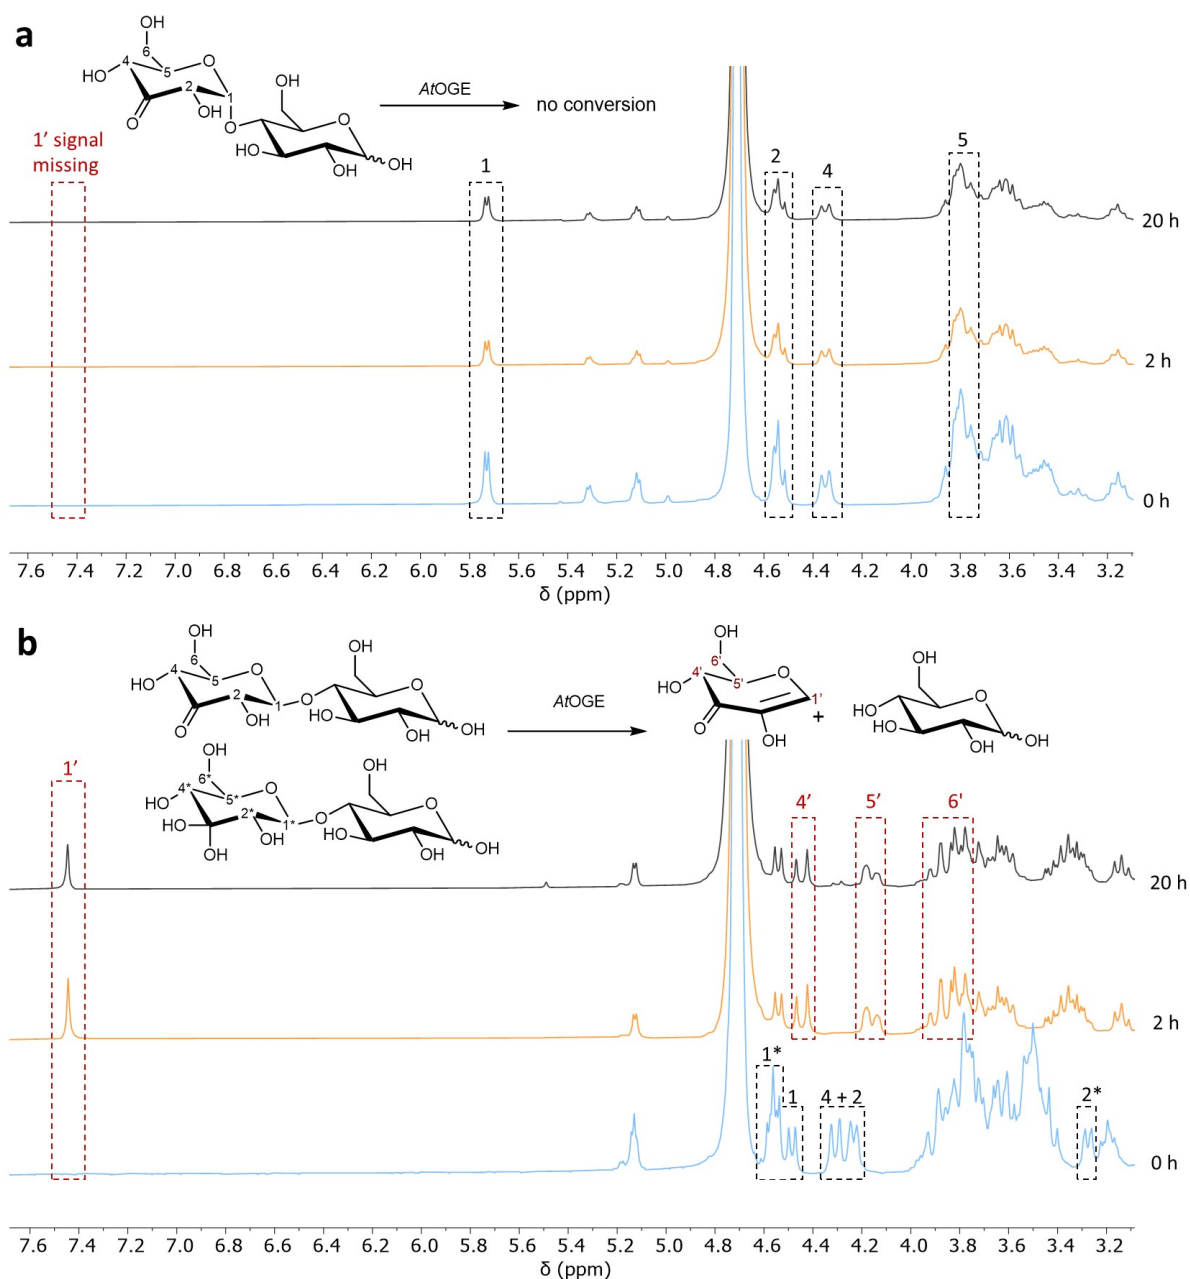 a
OH
6
4
O
HO
5
2
1
O
OH
O
OH
O
HO
OH
OH
AtOGE
no conversion
1’ signal
missing
1
2
4
5
20 h
2 h
0 h
7.6 7.4 7.2 7.0 6.8 6.6 6.4 6.2 6.0 5.8 5.6 5.4 5.2 5.0 4.8 4.6 4.4 4.2 4.0 3.8 3.6 3.4 3.2
δ (ppm)
b
OH
6
4
O
HO
5
2
1
O
OH
O
OH
O
HO
OH
OH
OH
6*
4*
O
HO
5*
HO
2*
1*
OH
OH
O
OH
O
HO
OH
OH
AtOGE
OH
6'
4'
O
5'
HO
1'
O
OH
+
OH
HO
O
HO
OH
OH
1’
4’
5’
6'
20 h
2 h
1*
1
4 + 2
2*
0 h
7.6 7.4 7.2 7.0 6.8 6.6 6.4 6.2 6.0 5.8 5.6 5.4 5.2 5.0 4.8 4.6 4.4 4.2 4.0 3.8 3.6 3.4 3.2
δ (ppm)